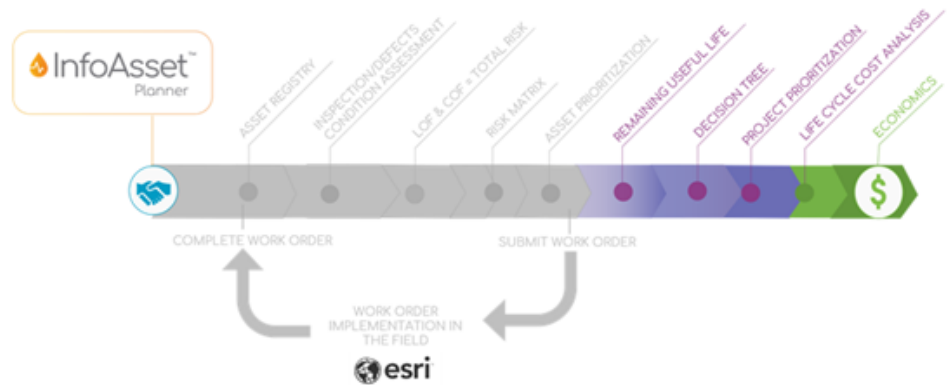 InfoAsset™
Planner
ASSET REGISTRY
INSPECTION/DEFECTS
CONDITION ASSESSMENT
LOF & COF = TOTAL RISK
RISK MATRIX
ASSET PRIORITIZATION
REMAINING USEFUL LIFE
DECISION TREE
PROJECT PRIORITIZATION
LIFE CYCLE COST ANALYSIS
ECONOMICS
$
COMPLETE WORK ORDER
SUBMIT WORK ORDER
WORK ORDER
IMPLEMENTATION IN
THE FIELD
esri